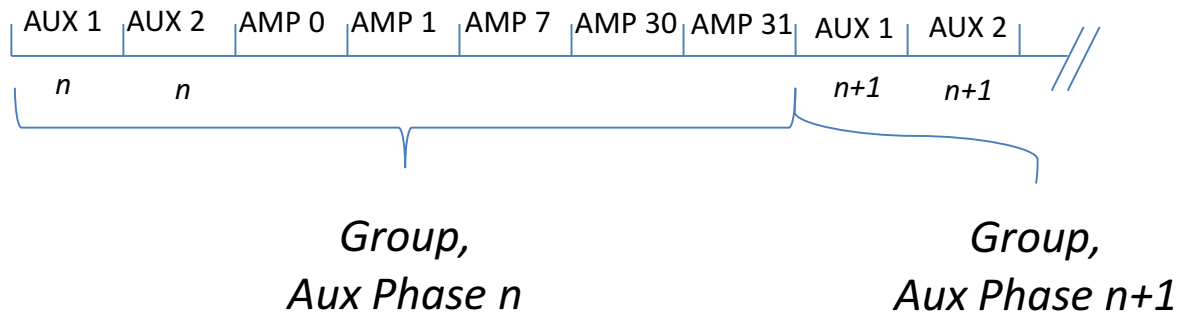 AUX 1 AUX 2 AMP 0 AMP 1 AMP 7 AMP 30 AMP 31 AUX 1 AUX 2
n n n+1 n+1
Group,
Aux Phase n
Group,
Aux Phase n+1